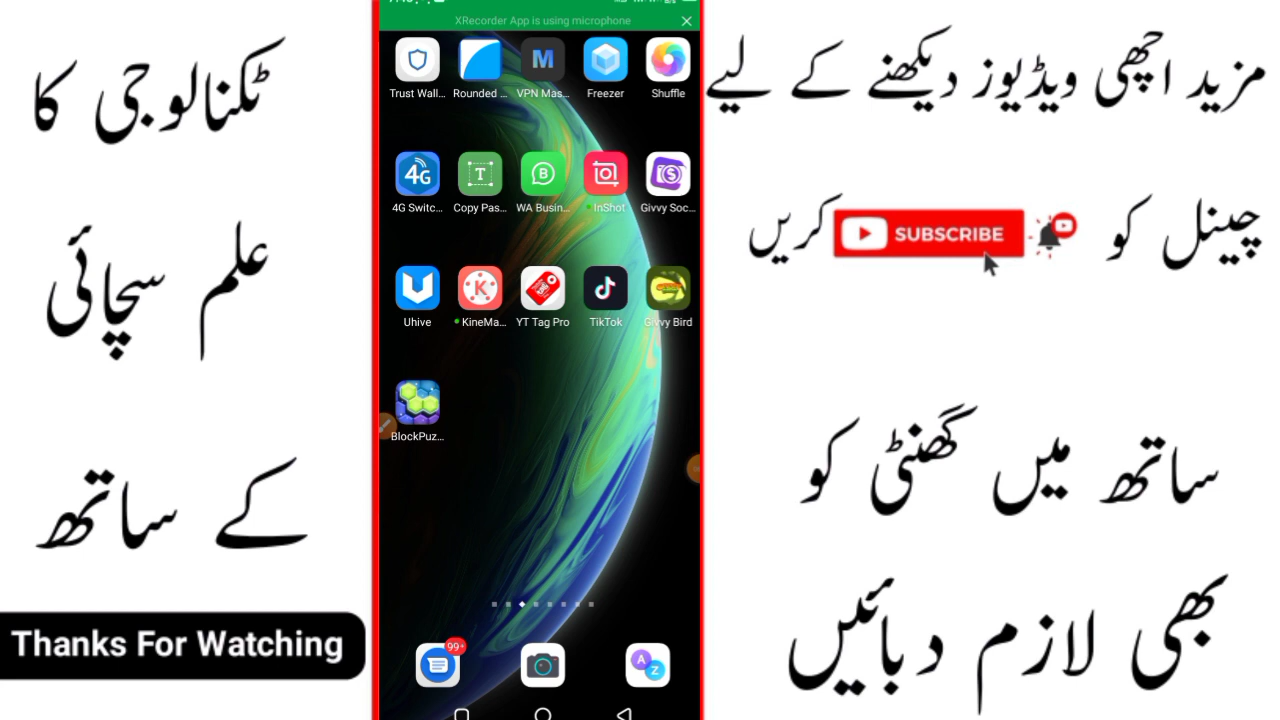 XRecorder App is using microphone
Trust Wall... Rounded ... VPN Mas... Freezer Shuffle
4G
T
B
4G Switc... Copy Pas... WA Busin... InShot Givvy Soc...
K
Uhive KineMa... YT Tag Pro TikTok Givvy Bird
BlockPuz...
99+
A
Z
ٹکنالوجی کا
علم سچائی
کے ساتھ
Thanks For Watching
مزید اچھی ویڈیوز دیکھنے کے لیے
چینل کو SUBSCRIBE کریں
ساتھ میں گھنٹی کو
بھی لازم دبائیں